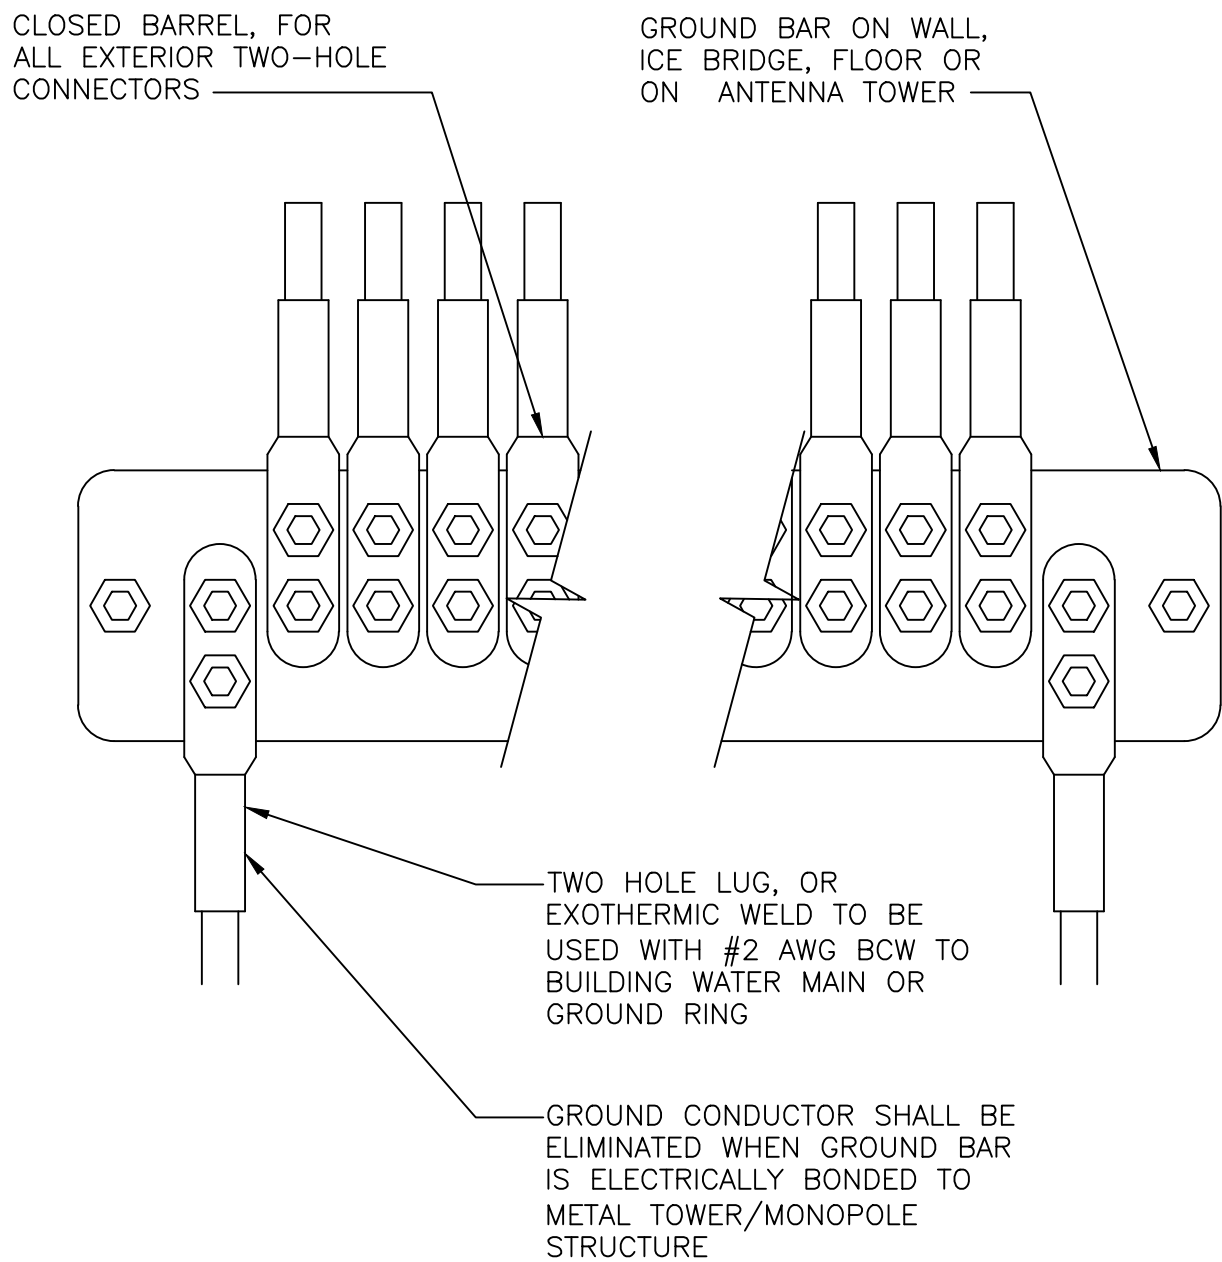 CLOSED BARREL, FOR
ALL EXTERIOR TWO-HOLE
CONNECTORS
GROUND BAR ON WALL,
ICE BRIDGE, FLOOR OR
ON ANTENNA TOWER
TWO HOLE LUG, OR
EXOTHERMIC WELD TO BE
USED WITH #2 AWG BCW TO
BUILDING WATER MAIN OR
GROUND RING
GROUND CONDUCTOR SHALL BE
ELIMINATED WHEN GROUND BAR
IS ELECTRICALLY BONDED TO
METAL TOWER/MONOPOLE
STRUCTURE